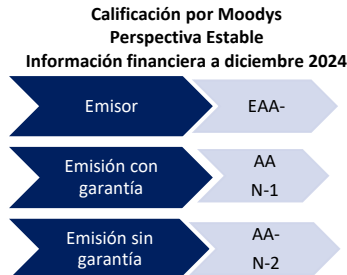 Calificación por Moodys
Perspectiva Estable
Información financiera a diciembre 2024
Emisor
EAA-
Emisión con
garantía
AA
N-1
Emisión sin
garantía
AA-
N-2